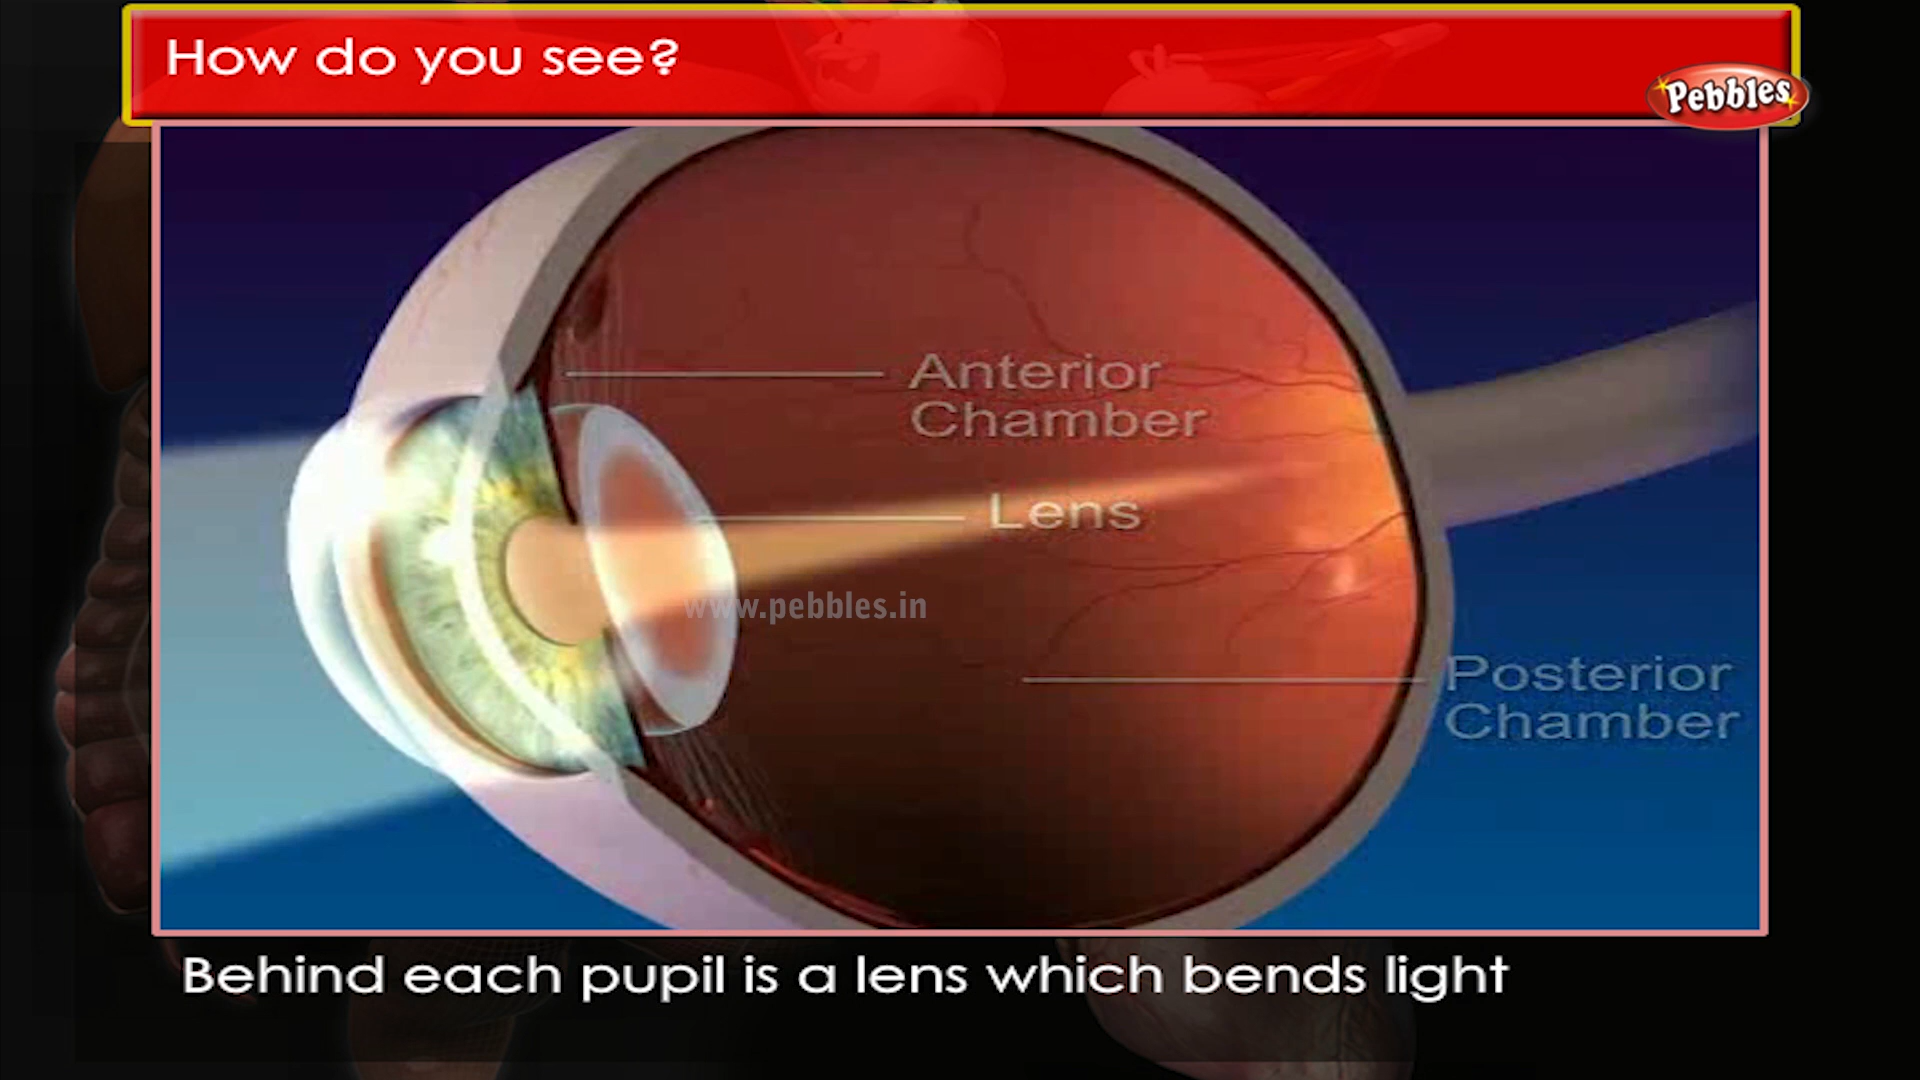 How do you see?
Pebbles
Anterior
Chamber
Lens
www.pebbles.in
Posterior
Chamber
Behind each pupil is a lens which bends light